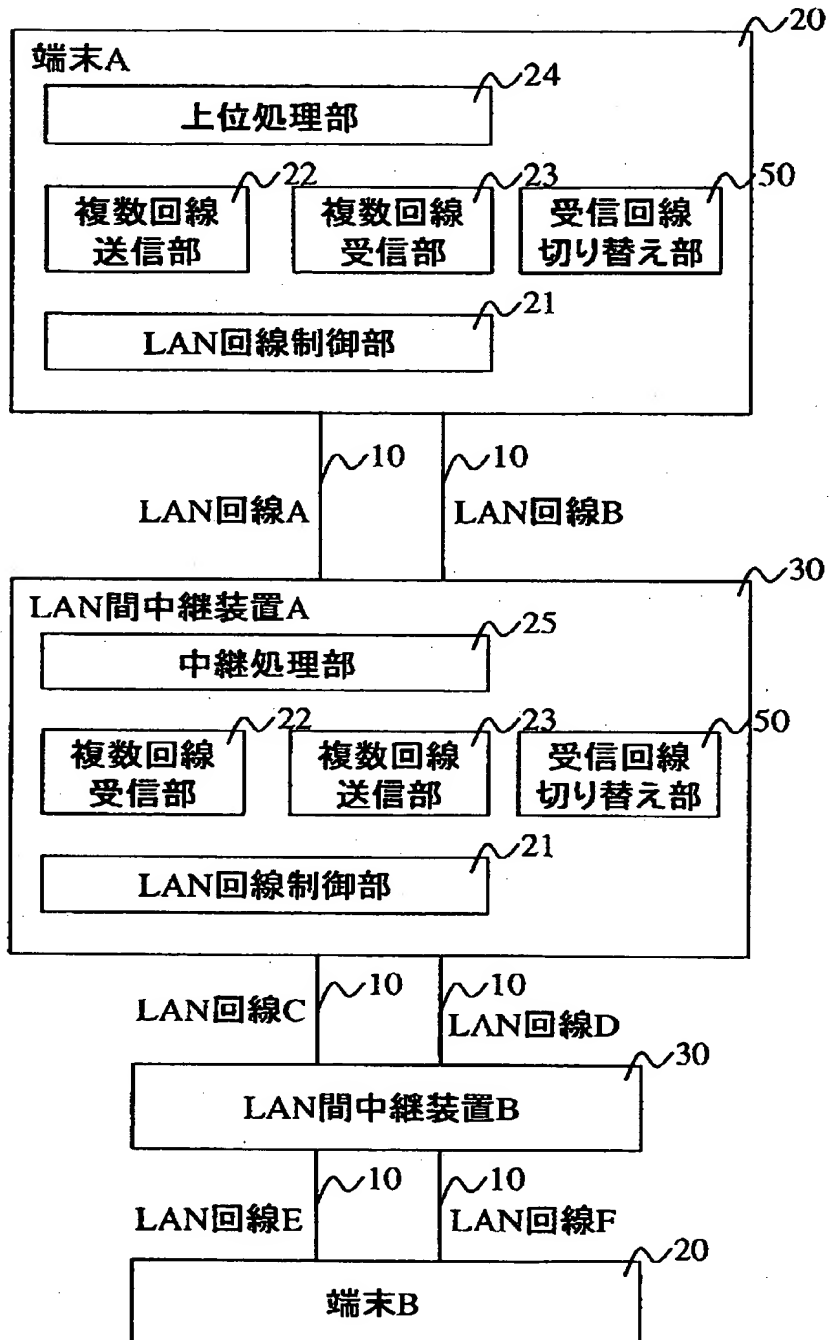 20
端末A
24
上位処理部
22
23
50
複数回線
送信部
複数回線
受信部
受信回線
切り替え部
21
LAN回線制御部
10
10
LAN回線A
LAN回線B
30
LAN間中継装置A
25
中継処理部
22
23
50
複数回線
受信部
複数回線
送信部
受信回線
切り替え部
21
LAN回線制御部
10
10
LAN回線C
LAN回線D
30
LAN間中継装置B
10
10
LAN回線E
LAN回線F
20
端末B